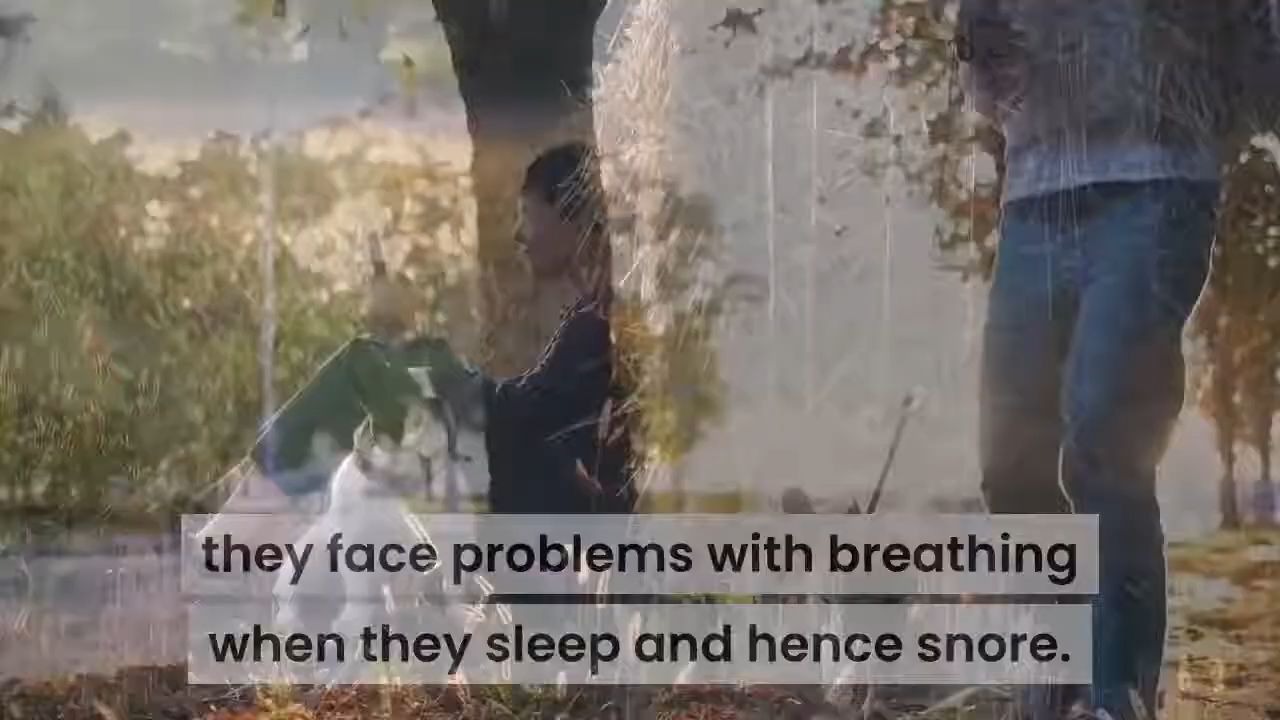 they face problems with breathing
when they sleep and hence snore.